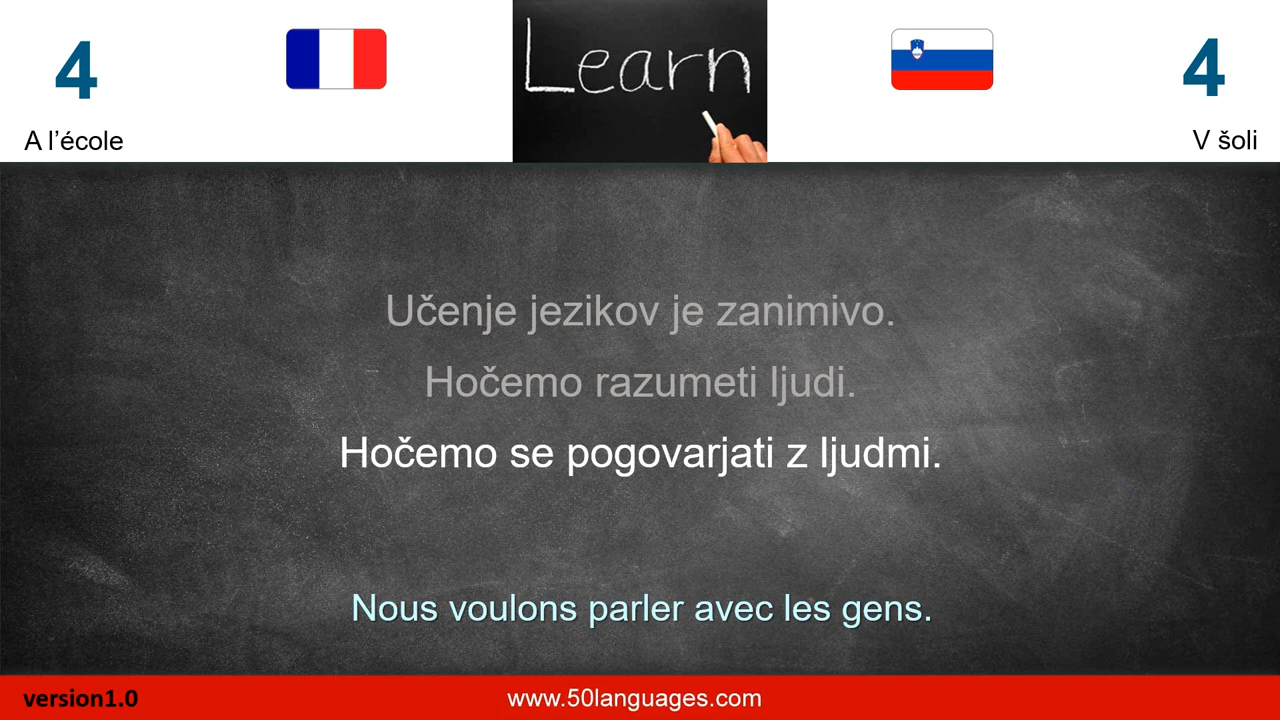 4
Learn
4
A l’école
V šoli
Učenje jezikov je zanimivo.
Hočemo razumeti ljudi.
Hočemo se pogovarjati z ljudmi.
Nous voulons parler avec les gens.
version1.0
www.50languages.com